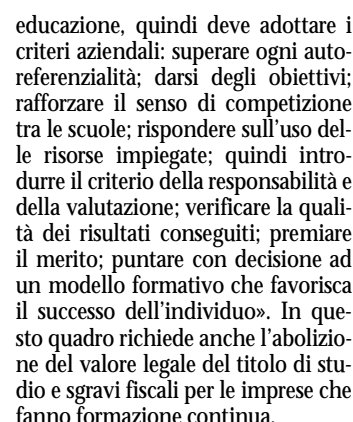 educazione, quindi deve adottare i
criteri aziendali: superare ogni auto-
referenzialità; darsi degli obiettivi;
rafforzare il senso di competizione
tra le scuole; rispondere sull'uso del-
le risorse impiegate; quindi intro-
durre il criterio della responsabilità e
della valutazione; verificare la quali-
tà dei risultati conseguiti; premiare
il merito; puntare con decisione ad
un modello formativo che favorisca
il successo dell'individuo». In que-
sto quadro richiede anche l'abolizio-
ne del valore legale del titolo di stu-
dio e sgravi fiscali per le imprese che
fanno formazione continua.